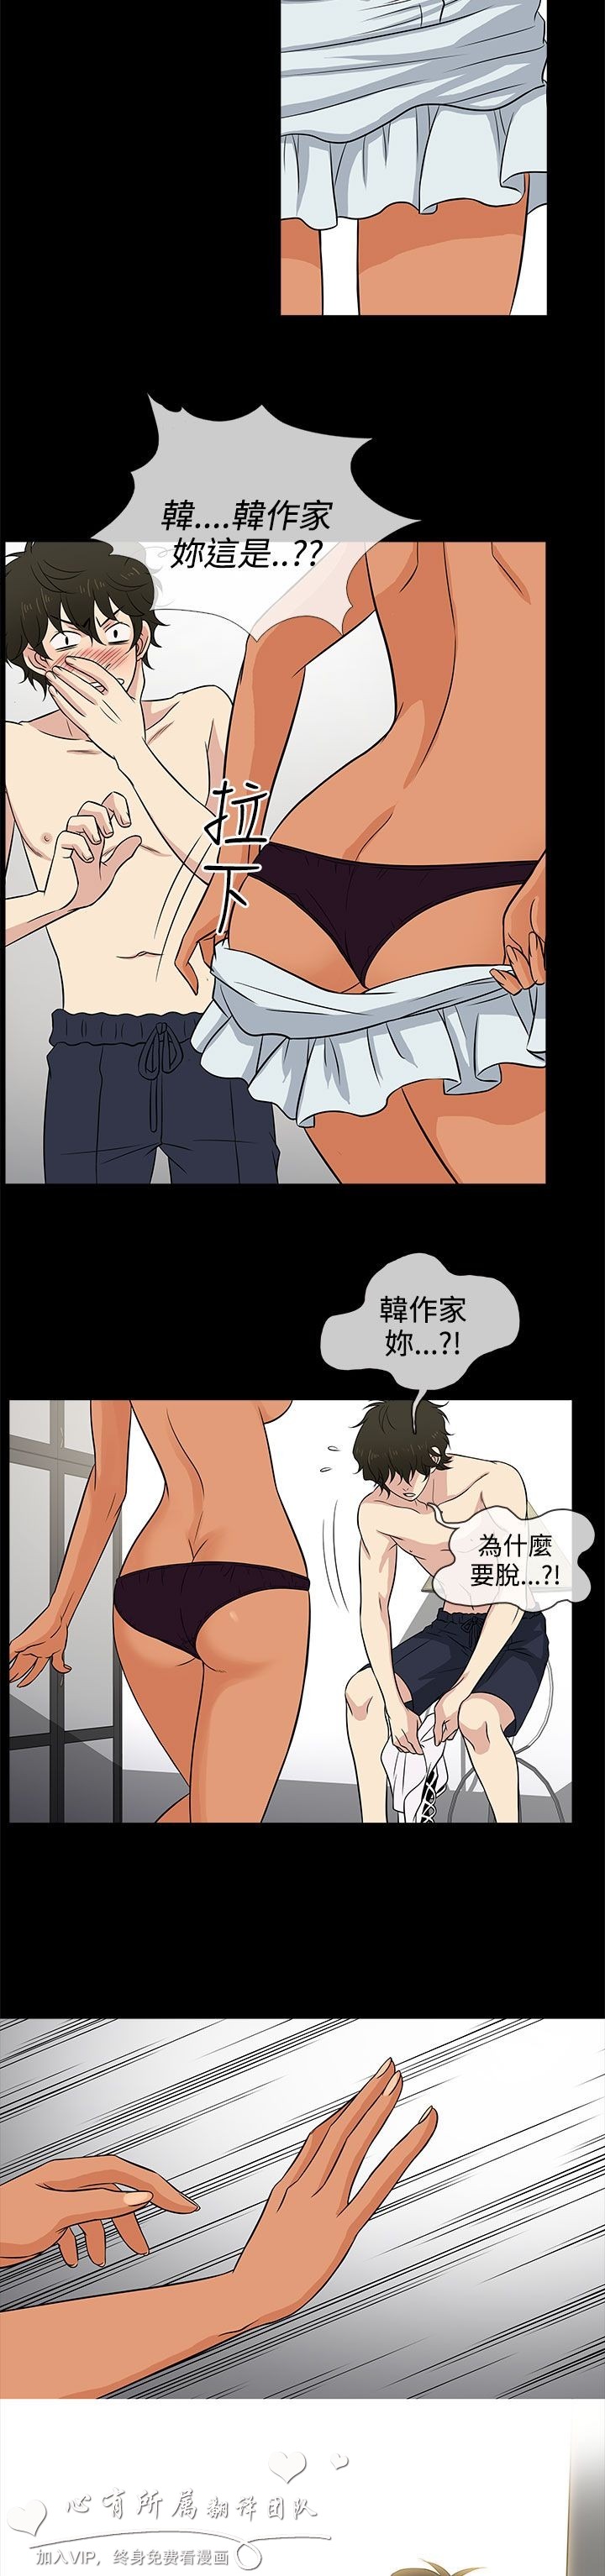 韓....韓作家
妳這是..??
拉
下
韓作家
妳...?!
為什麼
要脫...?!
心有所属翻译团队
加入VIP，终身免费看漫画